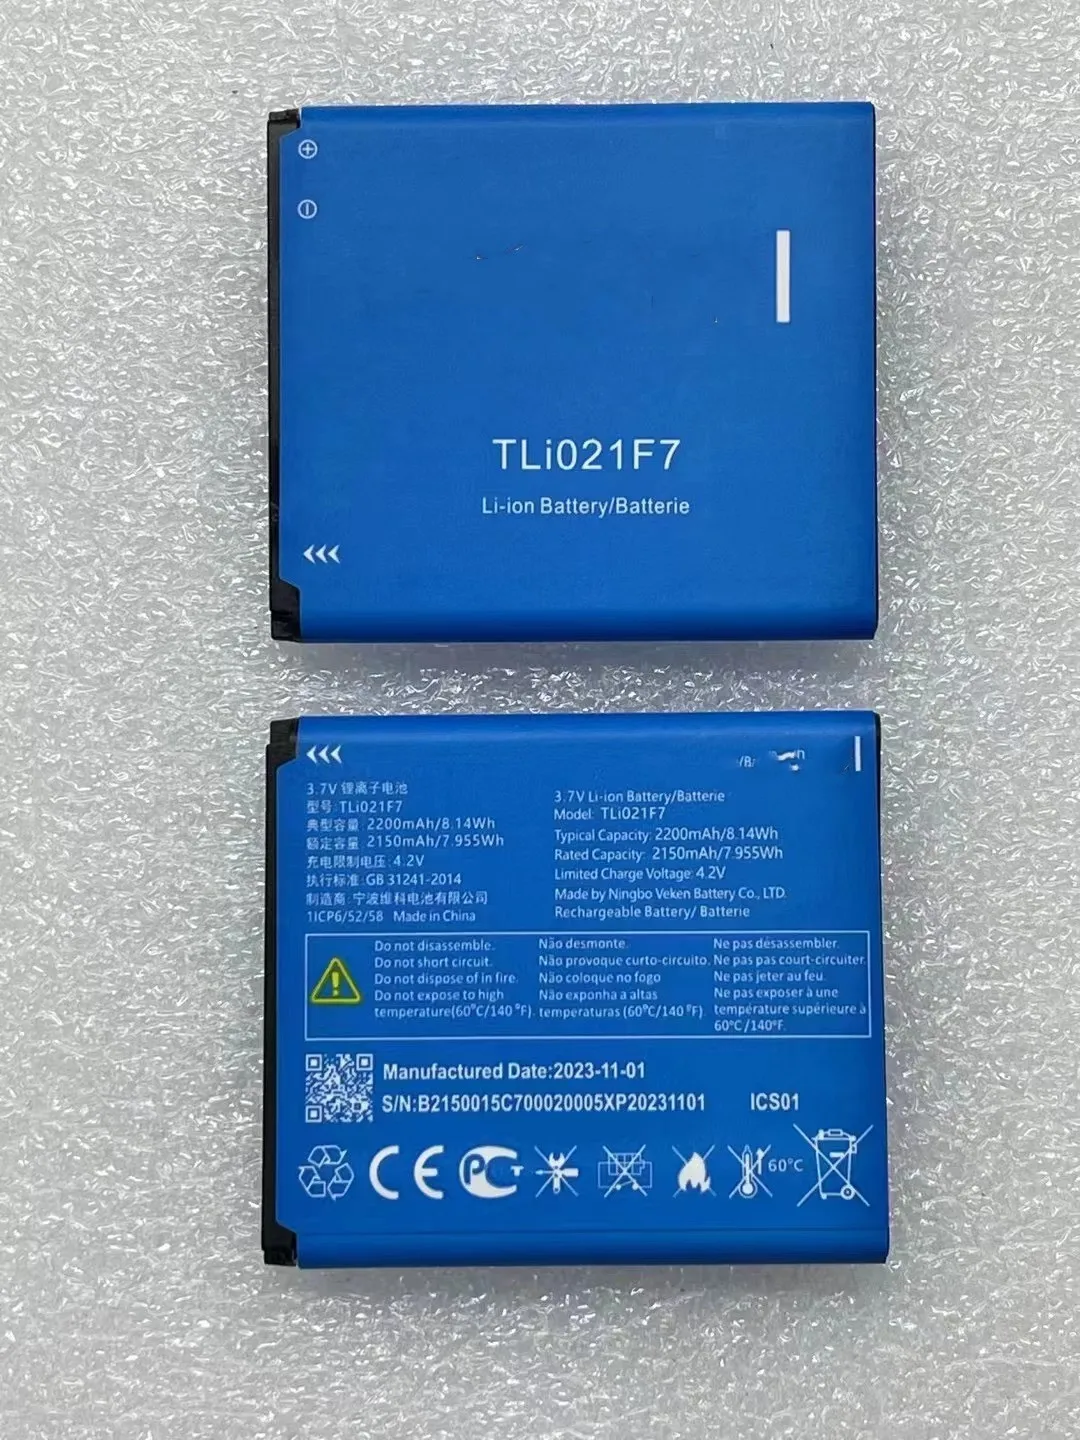 TLi021F7
Li-ion Battery/Batterie
3.7V 锂离子电池
型号: TLi021F7
典型容量: 2200mAh/8.14Wh
额定容量: 2150mAh/7.955Wh
充电限制电压: 4.2V
执行标准: GB 31241-2014
制造商: 宁波维科电池有限公司
1ICP6/52/58 Made in China
3.7V Li-ion Battery/Batterie
Model: TLi021F7
Typical Capacity: 2200mAh/8.14Wh
Rated Capacity: 2150mAh/7.955Wh
Limited Charge Voltage: 4.2V
Made by Ningbo Veken Battery Co., LTD.
Rechargeable Battery/ Batterie
Do not disassemble.
Do not short circuit.
Do not dispose of in fire.
Do not expose to high
temperature(60°C/140 °F).
Não desmonte.
Não provoque curto-circuito.
Não coloque no fogo
Não exponha a altas
temperaturas (60°C/140°F).
Ne pas désassembler.
Ne pas pas court-circuiter.
Ne pas jeter au feu.
Ne pas exposer à une
température supérieure à
60°C /140°F.
Manufactured Date:2023-11-01
S/N:B2150015C700020005XP20231101 ICS01
CE
60°C